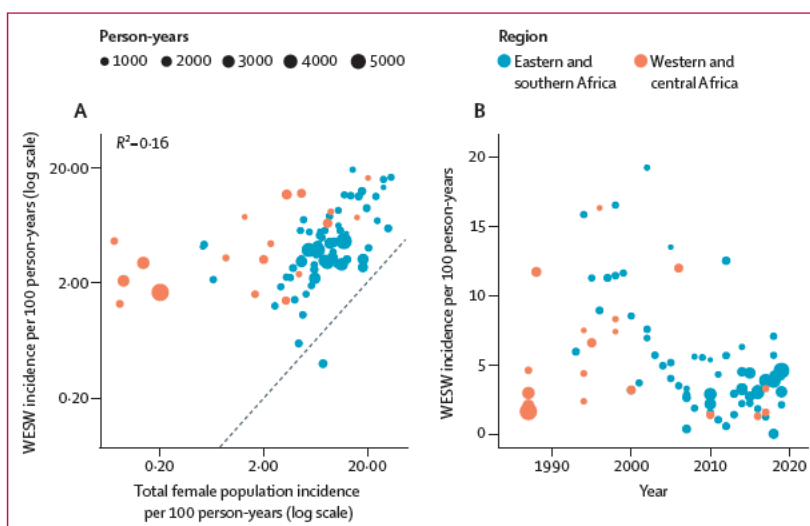 Person-years
1000 2000 3000 4000 5000
Region
Eastern and
southern Africa
Western and
central Africa
A
R²–0·16
WESW incidence per 100 person-years (log scale)
20·00
2·00
0·20
0·20 2·00 20·00
Total female population incidence
per 100 person-years (log scale)
B
WESW incidence per 100 person-years
20
15
10
5
0
1990 2000 2010 2020
Year